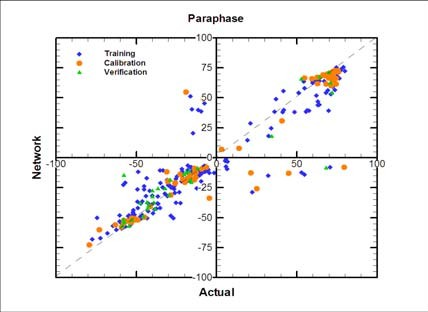 Paraphase
100
Training
Calibration
Verification
75
50
25
Network
-100
-50
50
100
-25
-50
-75
-100
Actual